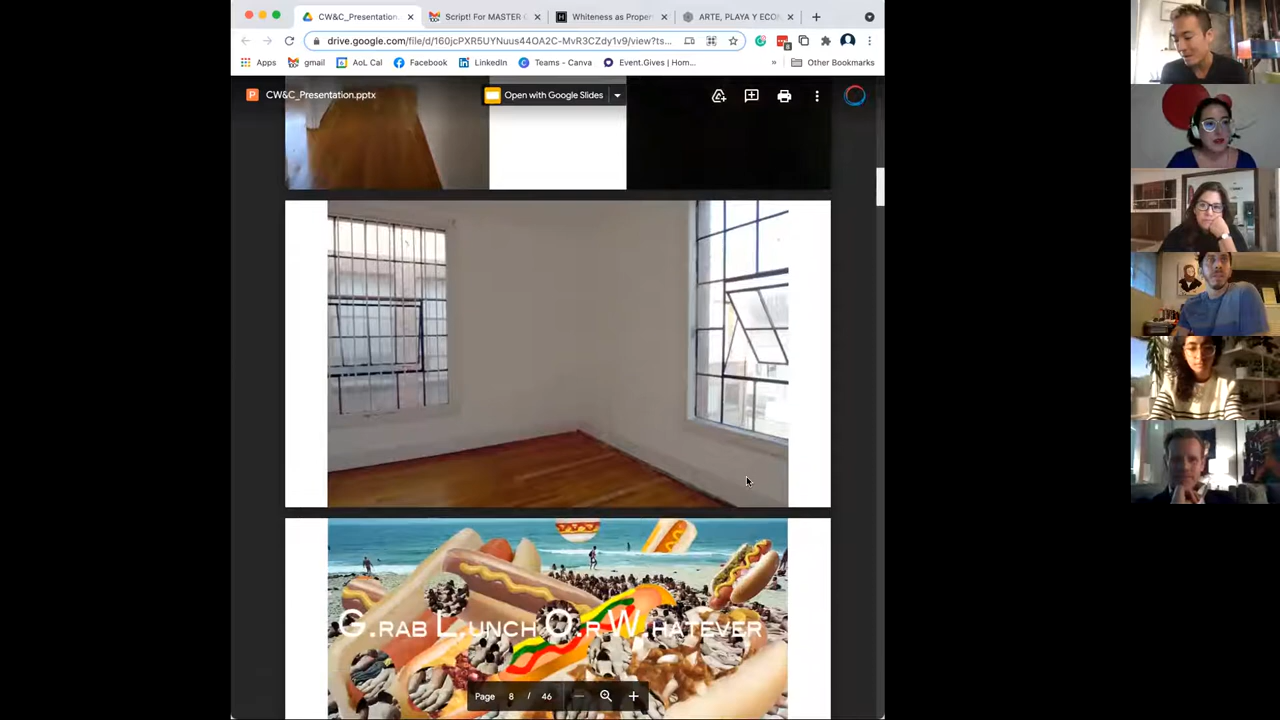 CW&C_Presentation.
Script! For MASTER
Whiteness as Proper
ARTE, PLAYA Y ECON
drive.google.com/file/d/160jcPXR5UYNuus44OA2C-MvR3CZdy1v9/view?ts...
8
Apps
gmail
AoL Cal
Facebook
LinkedIn
Teams - Canva
Event.Gives | Hom...
»
Other Bookmarks
P
CW&C_Presentation.pptx
Open with Google Slides
G.RAB L.UNCH O.R W.HATEVER
Page 8 / 46